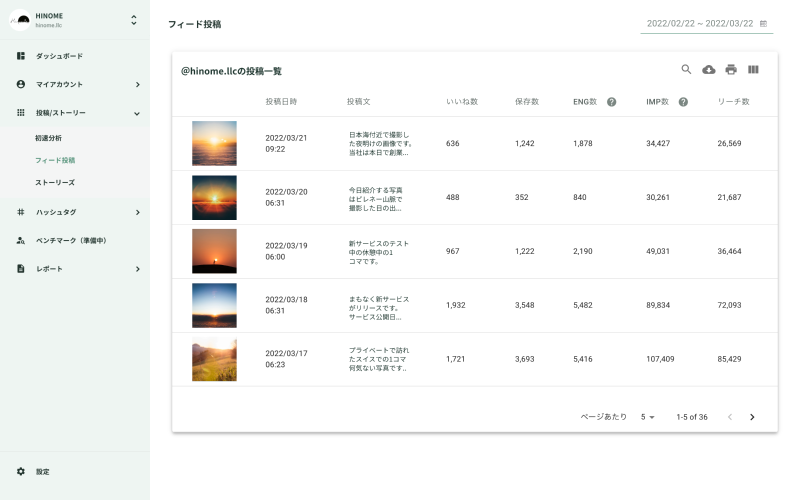 HINOME
hinome.llc
ダッシュボード
マイアカウント
投稿/ストーリー
初速分析
フィード投稿
ストーリーズ
ハッシュタグ
ベンチマーク（準備中）
レポート
設定
フィード投稿
2022/02/22 ~ 2022/03/22
@hinome.llcの投稿一覧
投稿日時 投稿文 いいね数 保存数 ENG数 ? IMP数 ? リーチ数
2022/03/21
09:22
日本海付近で撮影し
た夜明けの画像です。
当社は本日で創業...
636 1,242 1,878 34,427 26,569
2022/03/20
06:31
今日紹介する写真
はピレネー山脈で
撮影した日の出...
488 352 840 30,261 21,687
2022/03/19
06:00
新サービスのテスト
中の休憩中の1
コマです。
967 1,222 2,190 49,031 36,464
2022/03/18
06:31
まもなく新サービス
がリリースです。
サービス公開日...
1,932 3,548 5,482 89,834 72,093
2022/03/17
06:23
プライベートで訪れ
たスイスでの1コマ
何気ない写真です..
1,721 3,693 5,416 107,409 85,429
ページあたり 5 1-5 of 36